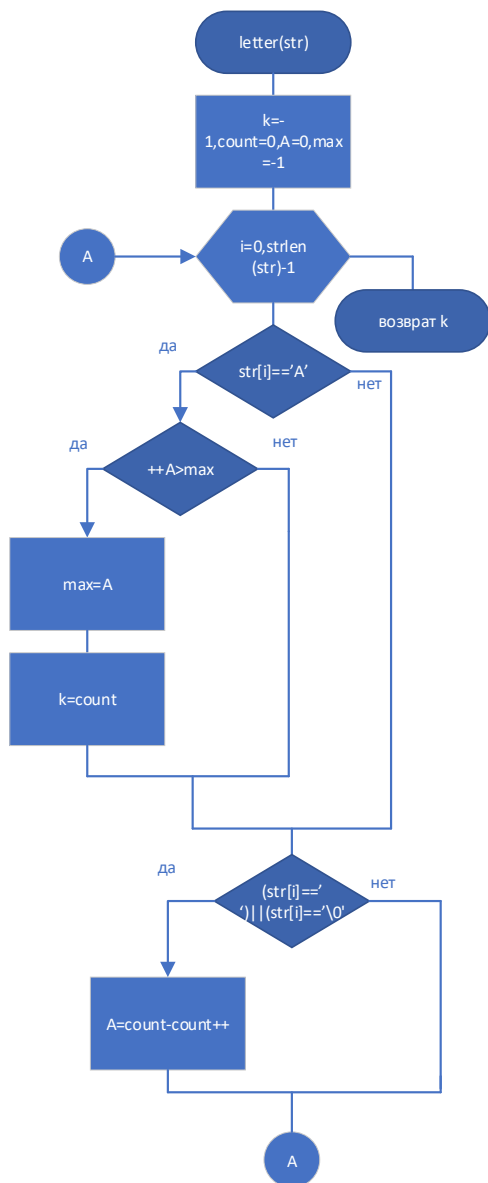 letter(str)
k=-
1,count=0,A=0,max
=-1
A
i=0,strlen
(str)-1
возврат k
да
str[i]==’A’
нет
да
++A>max
нет
max=A
k=count
да
(str[i]==’
‘)||(str[i]==’\0'
нет
A=count-count++
A